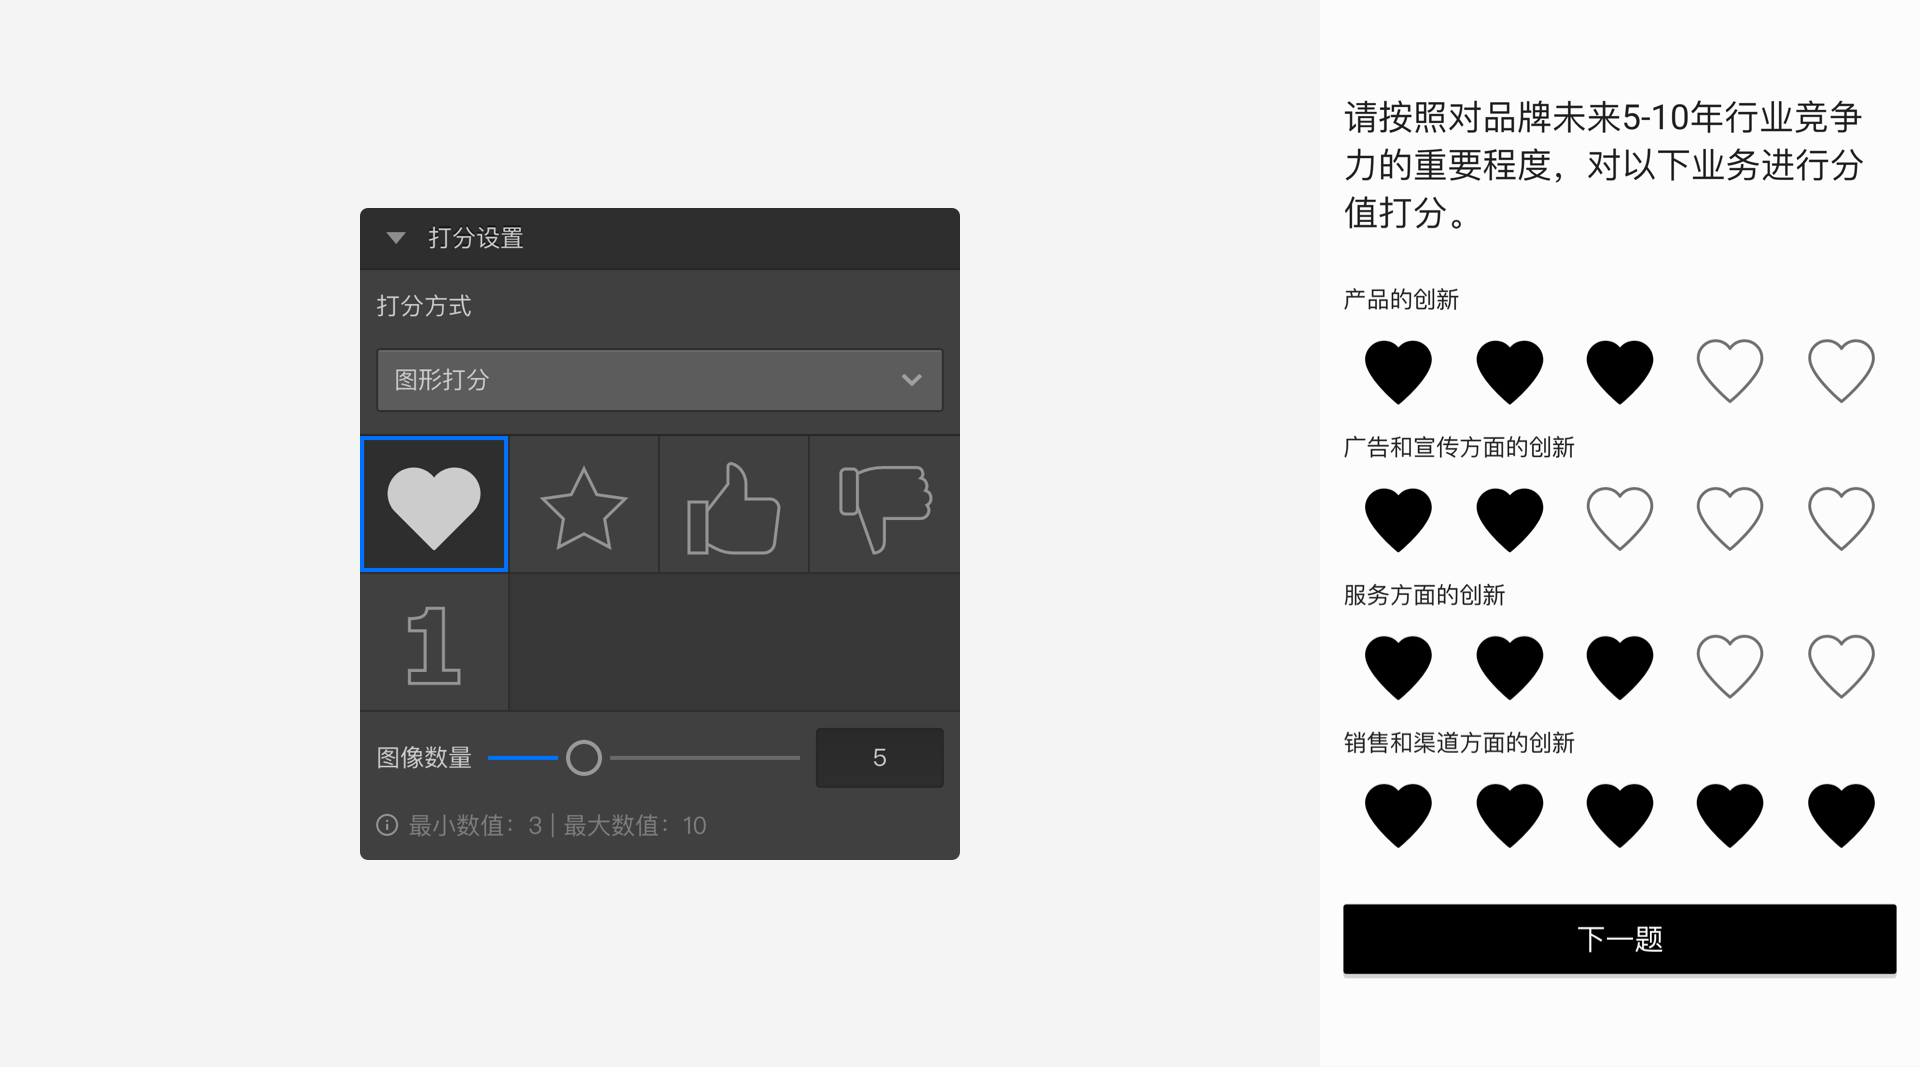 打分设置
打分方式
图形打分
1
图像数量
5
最小数值：3 | 最大数值：10
请按照对品牌未来5-10年行业竞争
力的重要程度，对以下业务进行分
值打分。
产品的创新
广告和宣传方面的创新
服务方面的创新
销售和渠道方面的创新
下一题